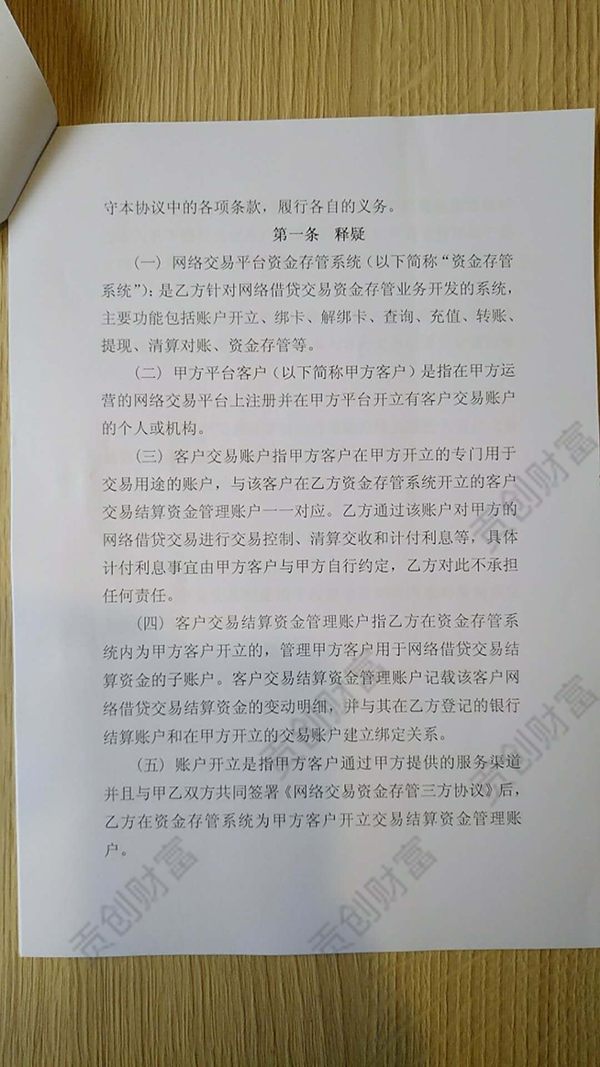 守本协议中的各项条款，履行各自的义务。
第一条 释疑
（一）网络交易平台资金存管系统（以下简称“资金存管
系统”）：是乙方针对网络借贷交易资金存管业务开发的系统，
主要功能包括账户开立、绑卡、解绑卡、查询、充值、转账、
提现、清算对账、资金存管等。
（二）甲方平台客户（以下简称甲方客户）是指在甲方运
营的网络交易平台上注册并在甲方平台开立有客户交易账户
的个人或机构。
（三）客户交易账户指甲方客户在甲方开立的专门用于
交易用途的账户，与该客户在乙方资金存管系统开立的客户
交易结算资金管理账户一一对应。乙方通过该账户对甲方的
网络借贷交易进行交易控制、清算交收和计付利息等，具体
计付利息事宜由甲方客户与甲方自行约定，乙方对此不承担
任何责任。
（四）客户交易结算资金管理账户指乙方在资金存管系
统内为甲方客户开立的，管理甲方客户用于网络借贷交易结
算资金的子账户。客户交易结算资金管理账户记载该客户网
络借贷交易结算资金的变动明细，并与其在乙方登记的银行
结算账户和在甲方开立的交易账户建立绑定关系。
（五）账户开立是指甲方客户通过甲方提供的服务渠道
并且与甲乙双方共同签署《网络交易资金存管三方协议》后，
乙方在资金存管系统为甲方客户开立交易结算资金管理账
户。
贡创财富
贡创财富
贡创财富
贡创财富
贡创财富